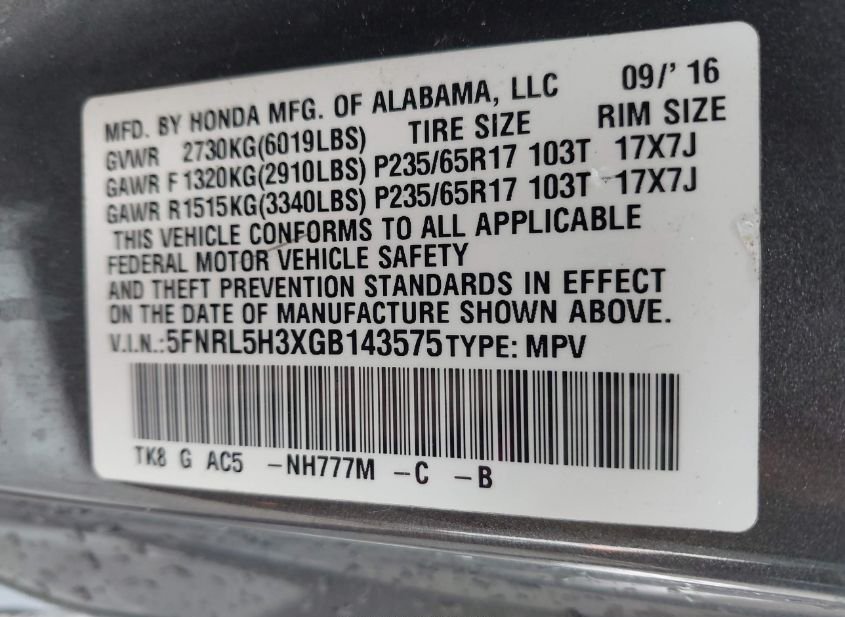 09/' 16
MFD. BY HONDA MFG. OF ALABAMA, LLC
GVWR 2730KG(6019LBS) TIRE SIZE RIM SIZE
GAWR F1320KG(2910LBS) P235/65R17 103T 17X7J
GAWR R1515KG(3340LBS) P235/65R17 103T 17X7J
THIS VEHICLE CONFORMS TO ALL APPLICABLE
FEDERAL MOTOR VEHICLE SAFETY
AND THEFT PREVENTION STANDARDS IN EFFECT
ON THE DATE OF MANUFACTURE SHOWN ABOVE.
V.I.N.:5FNRL5H3XGB143575 TYPE: MPV
TK8 G AC5 -NH777M -C -B